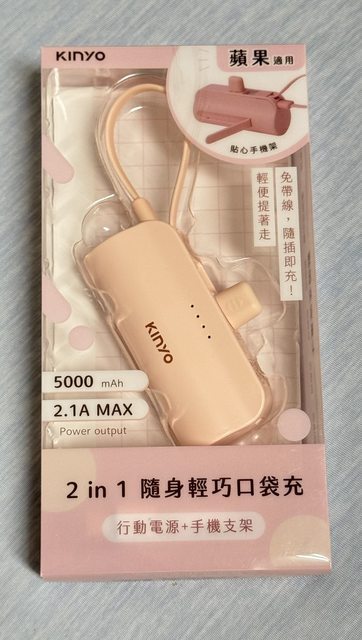 KINYO
蘋果適用
貼心手機架
免帶線，隨插即充！
輕便提著走
KINYO
5000 mAh
2.1A MAX
Power output
2 in 1 隨身輕巧口袋充
行動電源+手機支架